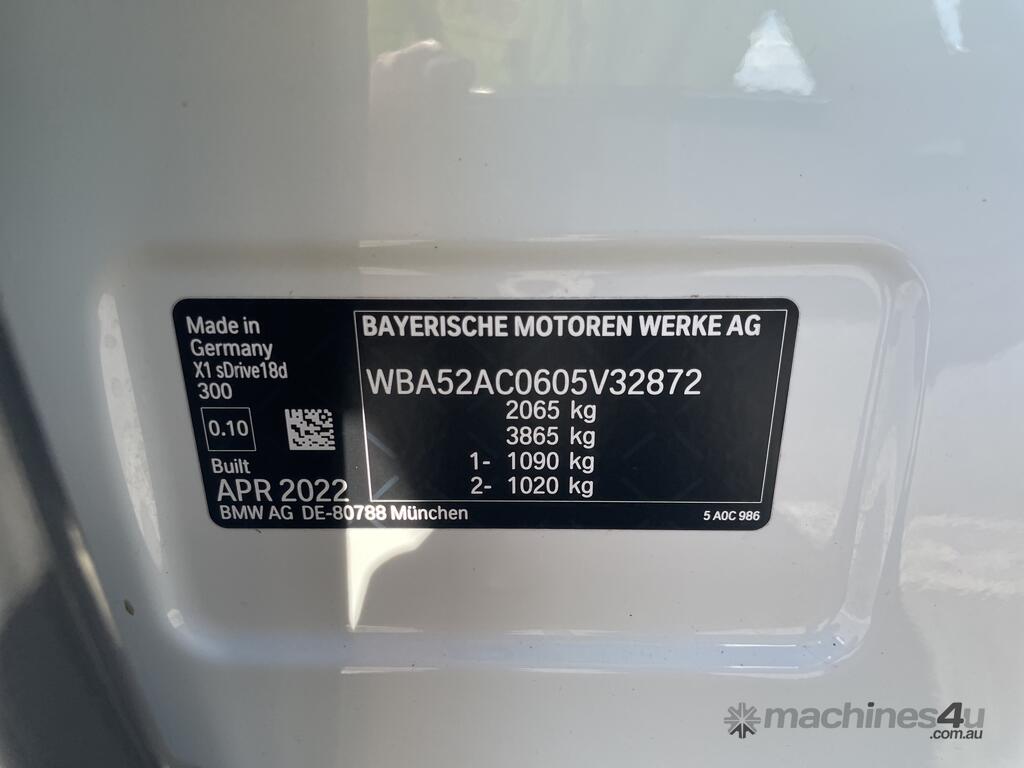 Made in
Germany
X1 sDrive18d
300
0.10
Built
APR 2022
BAYERISCHE MOTOREN WERKE AG
WBA52AC0605V32872
2065 kg
3865 kg
1- 1090 kg
2- 1020 kg
BMW AG DE-80788 München
5 A0C 986
machines4u
.com.au